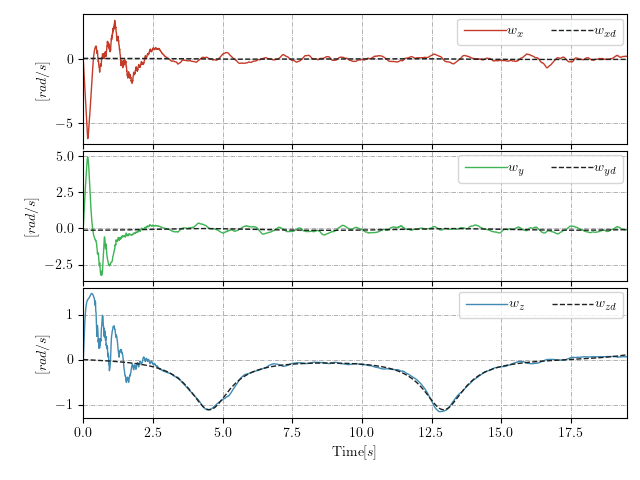 w_x w_xd
0
−5
[rad/s]
w_y w_yd
5.0
2.5
0.0
−2.5
[rad/s]
w_z w_zd
1
0
−1
[rad/s]
0.0 2.5 5.0 7.5 10.0 12.5 15.0 17.5
Time[s]